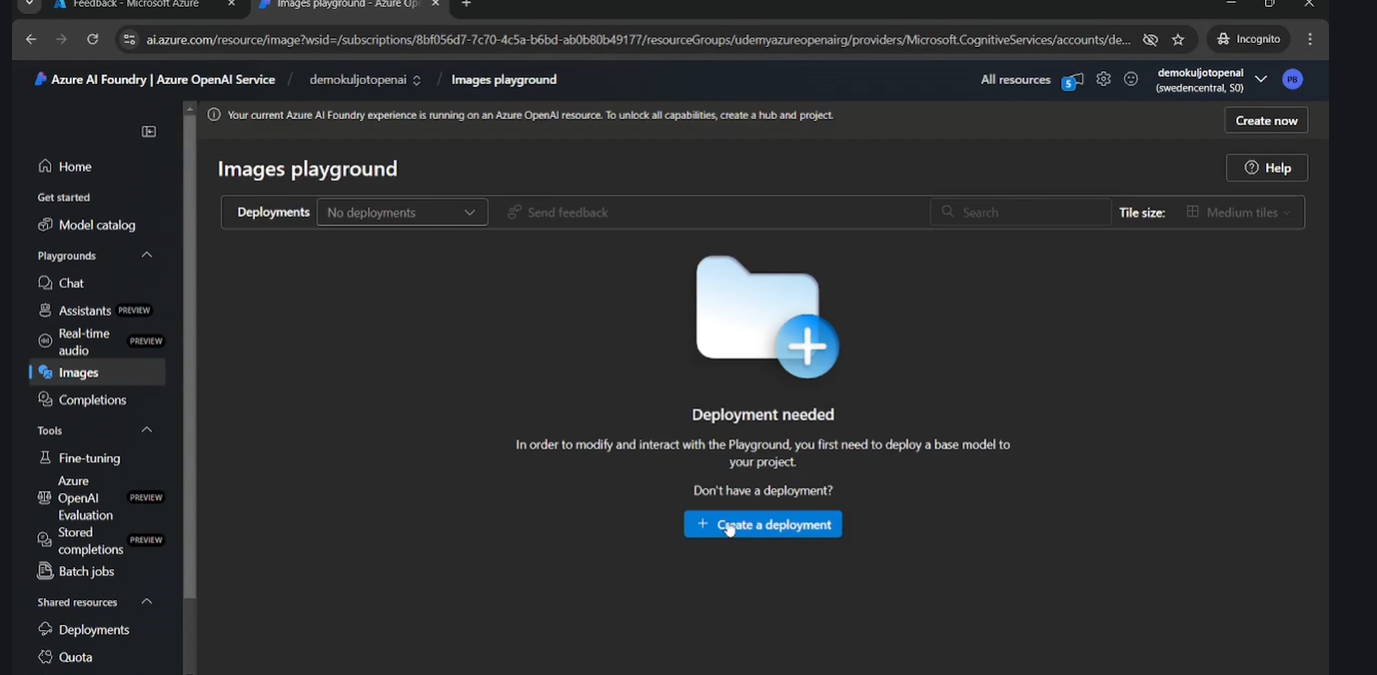 Feedback - Microsoft Azure
Images playground - Azure Op
ai.azure.com/resource/image?wsid=/subscriptions/8bf056d7-7c70-4c5a-b6bd-ab0b80b49177/resourceGroups/udemyazureopenairg/providers/Microsoft.CognitiveServices/accounts/de...
Incognito
Azure AI Foundry | Azure OpenAI Service / demokuljotopenai / Images playground
All resources
5
demokuljotopenai
(swedencentral, S0)
PB
Your current Azure AI Foundry experience is running on an Azure OpenAI resource. To unlock all capabilities, create a hub and project.
Create now
Home
Get started
Model catalog
Playgrounds
Chat
Assistants PREVIEW
Real-time
audio
PREVIEW
Images
Completions
Tools
Fine-tuning
Azure
OpenAI
Evaluation
PREVIEW
Stored
completions
PREVIEW
Batch jobs
Shared resources
Deployments
Quota
Images playground
Help
Deployments No deployments
Send feedback
Search
Tile size: Medium tiles
Deployment needed
In order to modify and interact with the Playground, you first need to deploy a base model to
your project.
Don't have a deployment?
+ Create a deployment